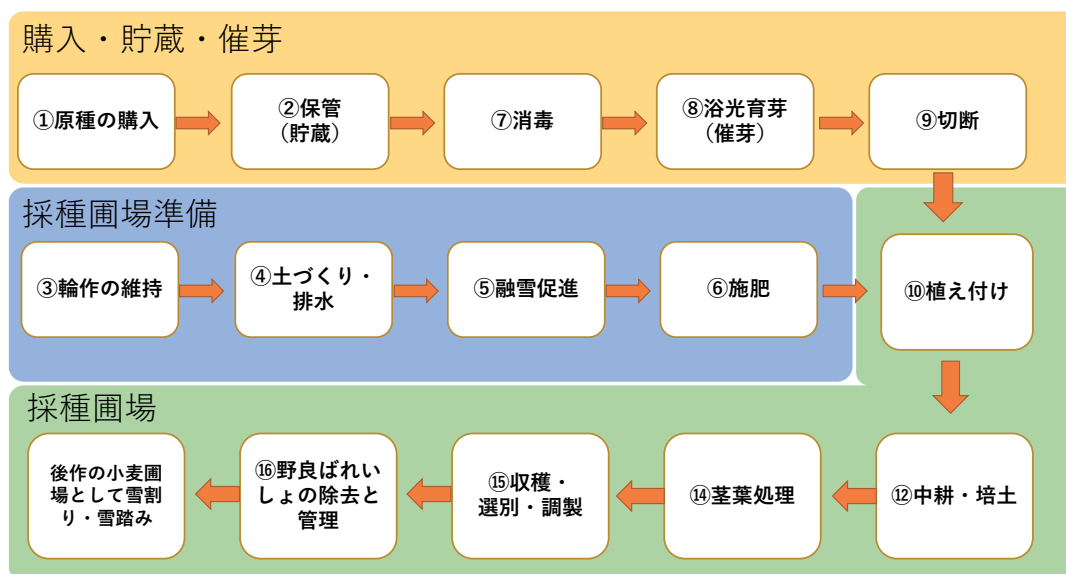 購入・貯蔵・催芽
①原種の購入
②保管
(貯蔵)
⑦消毒
⑧浴光育芽
(催芽)
⑨切断
採種圃場準備
③輪作の維持
④土づくり・
排水
⑤融雪促進
⑥施肥
⑩植え付け
採種圃場
後作の小麦圃
場として雪割
り・雪踏み
⑯野良ばれい
しょの除去と
管理
⑮収穫・
選別・調製
⑭茎葉処理
⑫中耕・培土